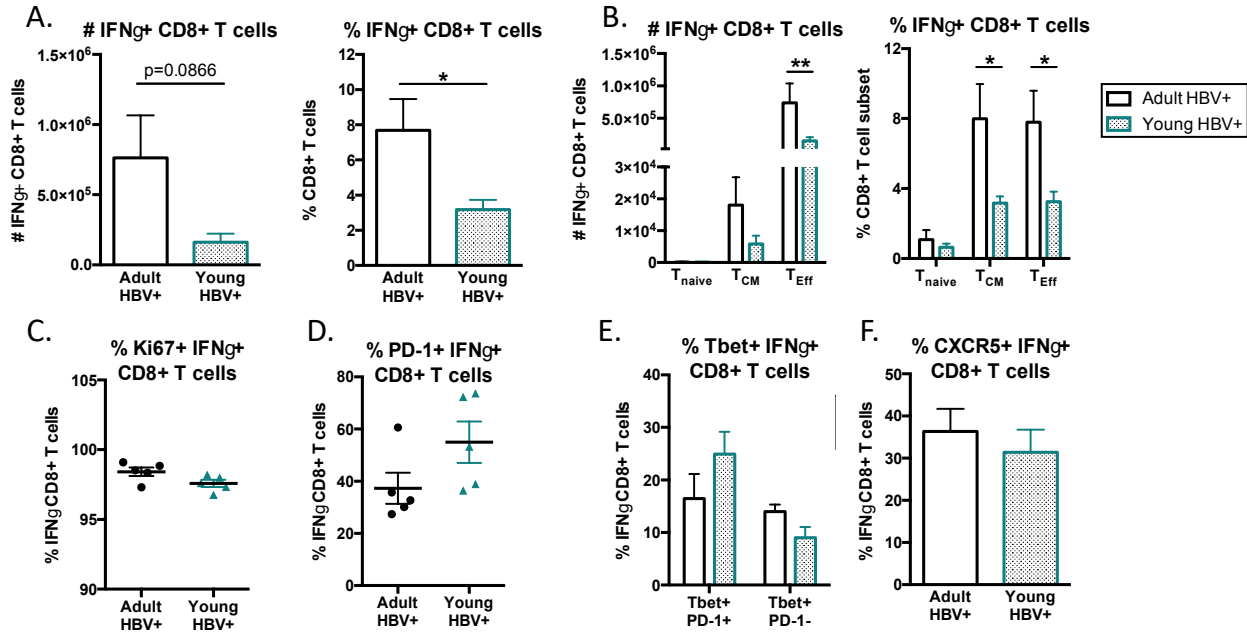 A.
# IFNg+ CD8+ T cells
# IFNg+ CD8+ T cells
1.5×10⁶
1.0×10⁶
5.0×10⁵
0.0
p=0.0866
Adult
HBV+
Young
HBV+
% IFNg+ CD8+ T cells
% CD8+ T cells
12
10
8
6
4
2
0
*
Adult
HBV+
Young
HBV+
B.
# IFNg+ CD8+ T cells
# IFNg+ CD8+ T cells
1.5×10⁶
1.0×10⁶
5.0×10⁵
3×10⁴
2×10⁴
1×10⁴
0
**
Tnaive
TCM
TEff
% IFNg+ CD8+ T cells
% CD8+ T cell subset
12
8
4
0
*
*
Tnaive
TCM
TEff
Adult HBV+
Young HBV+
C.
% Ki67+ IFNg+
CD8+ T cells
% IFNgCD8+ T cells
105
100
95
90
Adult
HBV+
Young
HBV+
D.
% PD-1+ IFNg+
CD8+ T cells
% IFNgCD8+ T cells
80
60
40
20
0
Adult
HBV+
Young
HBV+
E.
% Tbet+ IFNg+
CD8+ T cells
% IFNgCD8+ T cells
40
30
20
10
0
Tbet+
PD-1+
Tbet+
PD-1-
F.
% CXCR5+ IFNg+
CD8+ T cells
% IFNgCD8+ T cells
50
40
30
20
10
0
Adult
HBV+
Young
HBV+